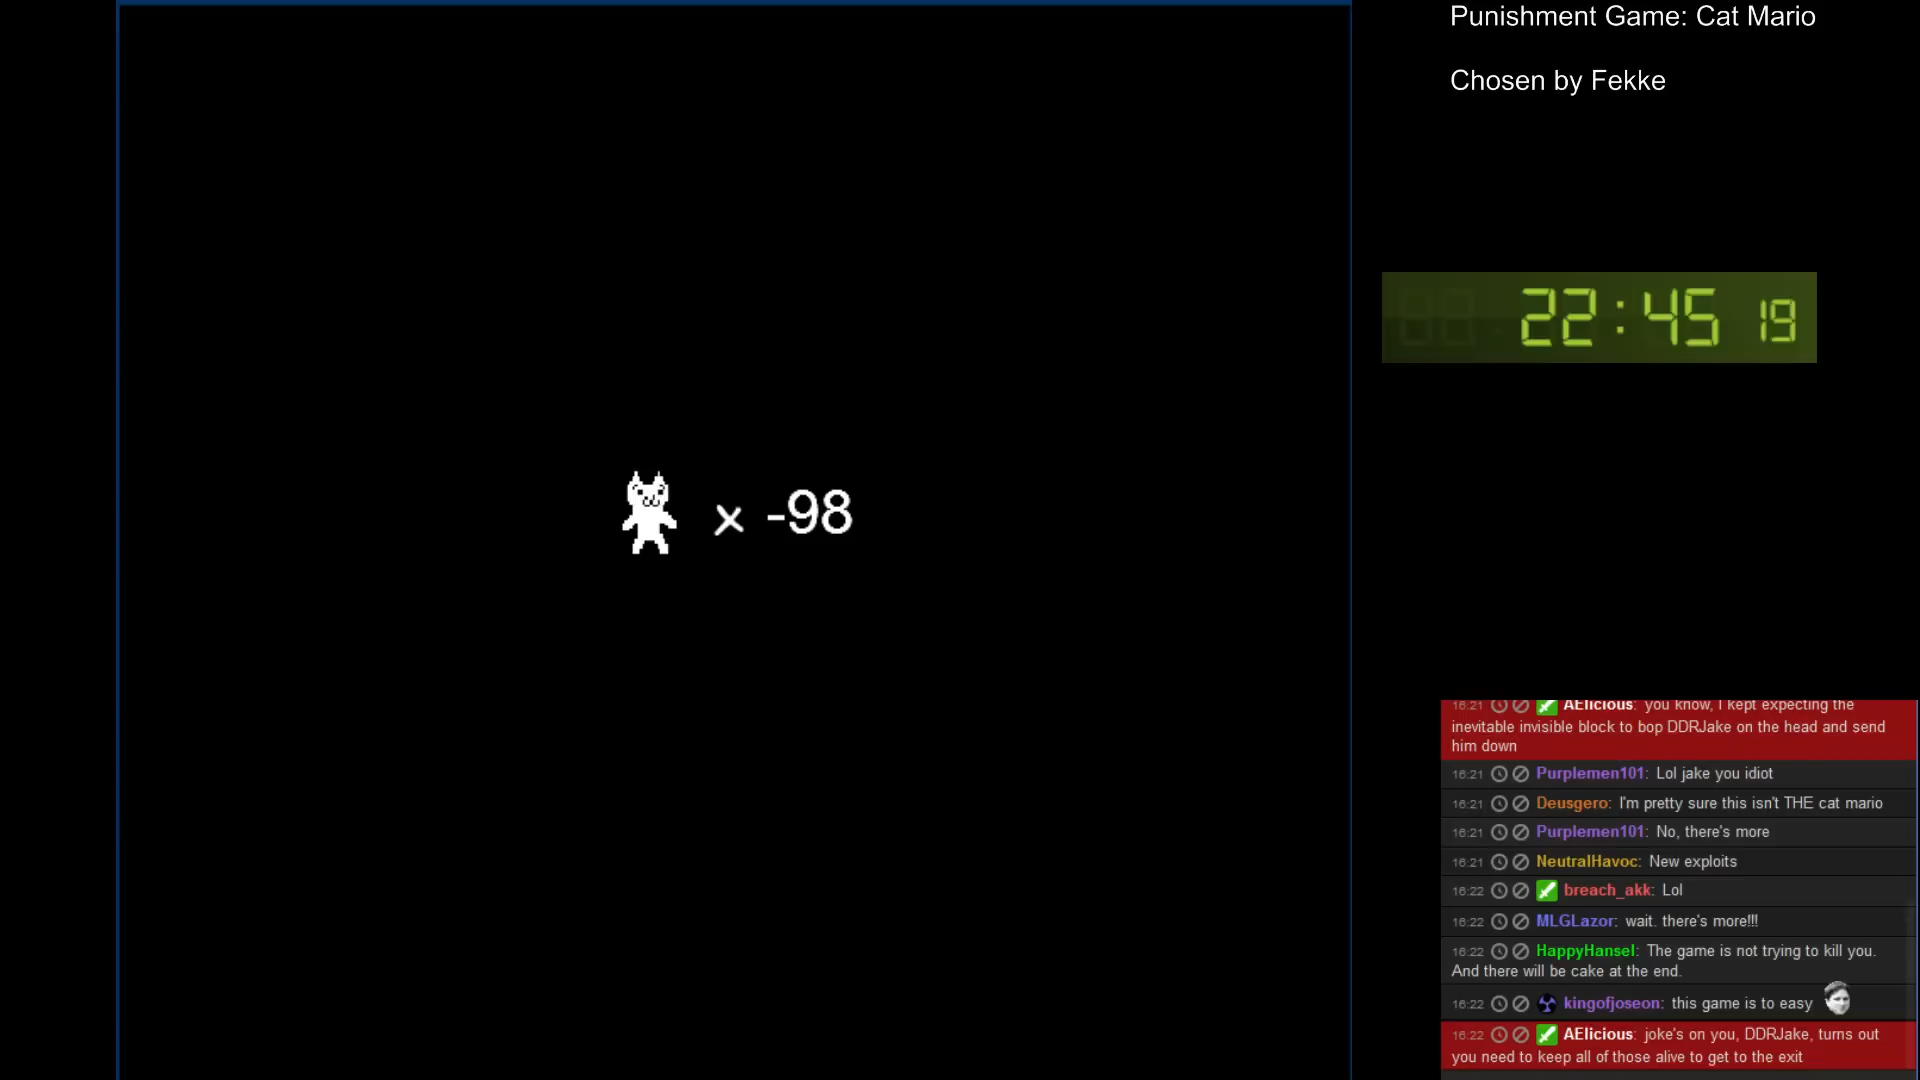 Punishment Game: Cat Mario
Chosen by Fekke
22:45 19
x -98
16:21 AElicious: you know, I kept expecting the
inevitable invisible block to bop DDRJake on the head and send
him down
16:21 Purplemen101: Lol jake you idiot
16:21 Deusgero: I'm pretty sure this isn't THE cat mario
16:21 Purplemen101: No, there's more
16:21 NeutralHavoc: New exploits
16:22 breach_akk: Lol
16:22 MLGLazor: wait. there's more!!!
16:22 HappyHansel: The game is not trying to kill you.
And there will be cake at the end.
16:22 kingofjoseon: this game is to easy
16:22 AElicious: joke's on you, DDRJake, turns out
you need to keep all of those alive to get to the exit